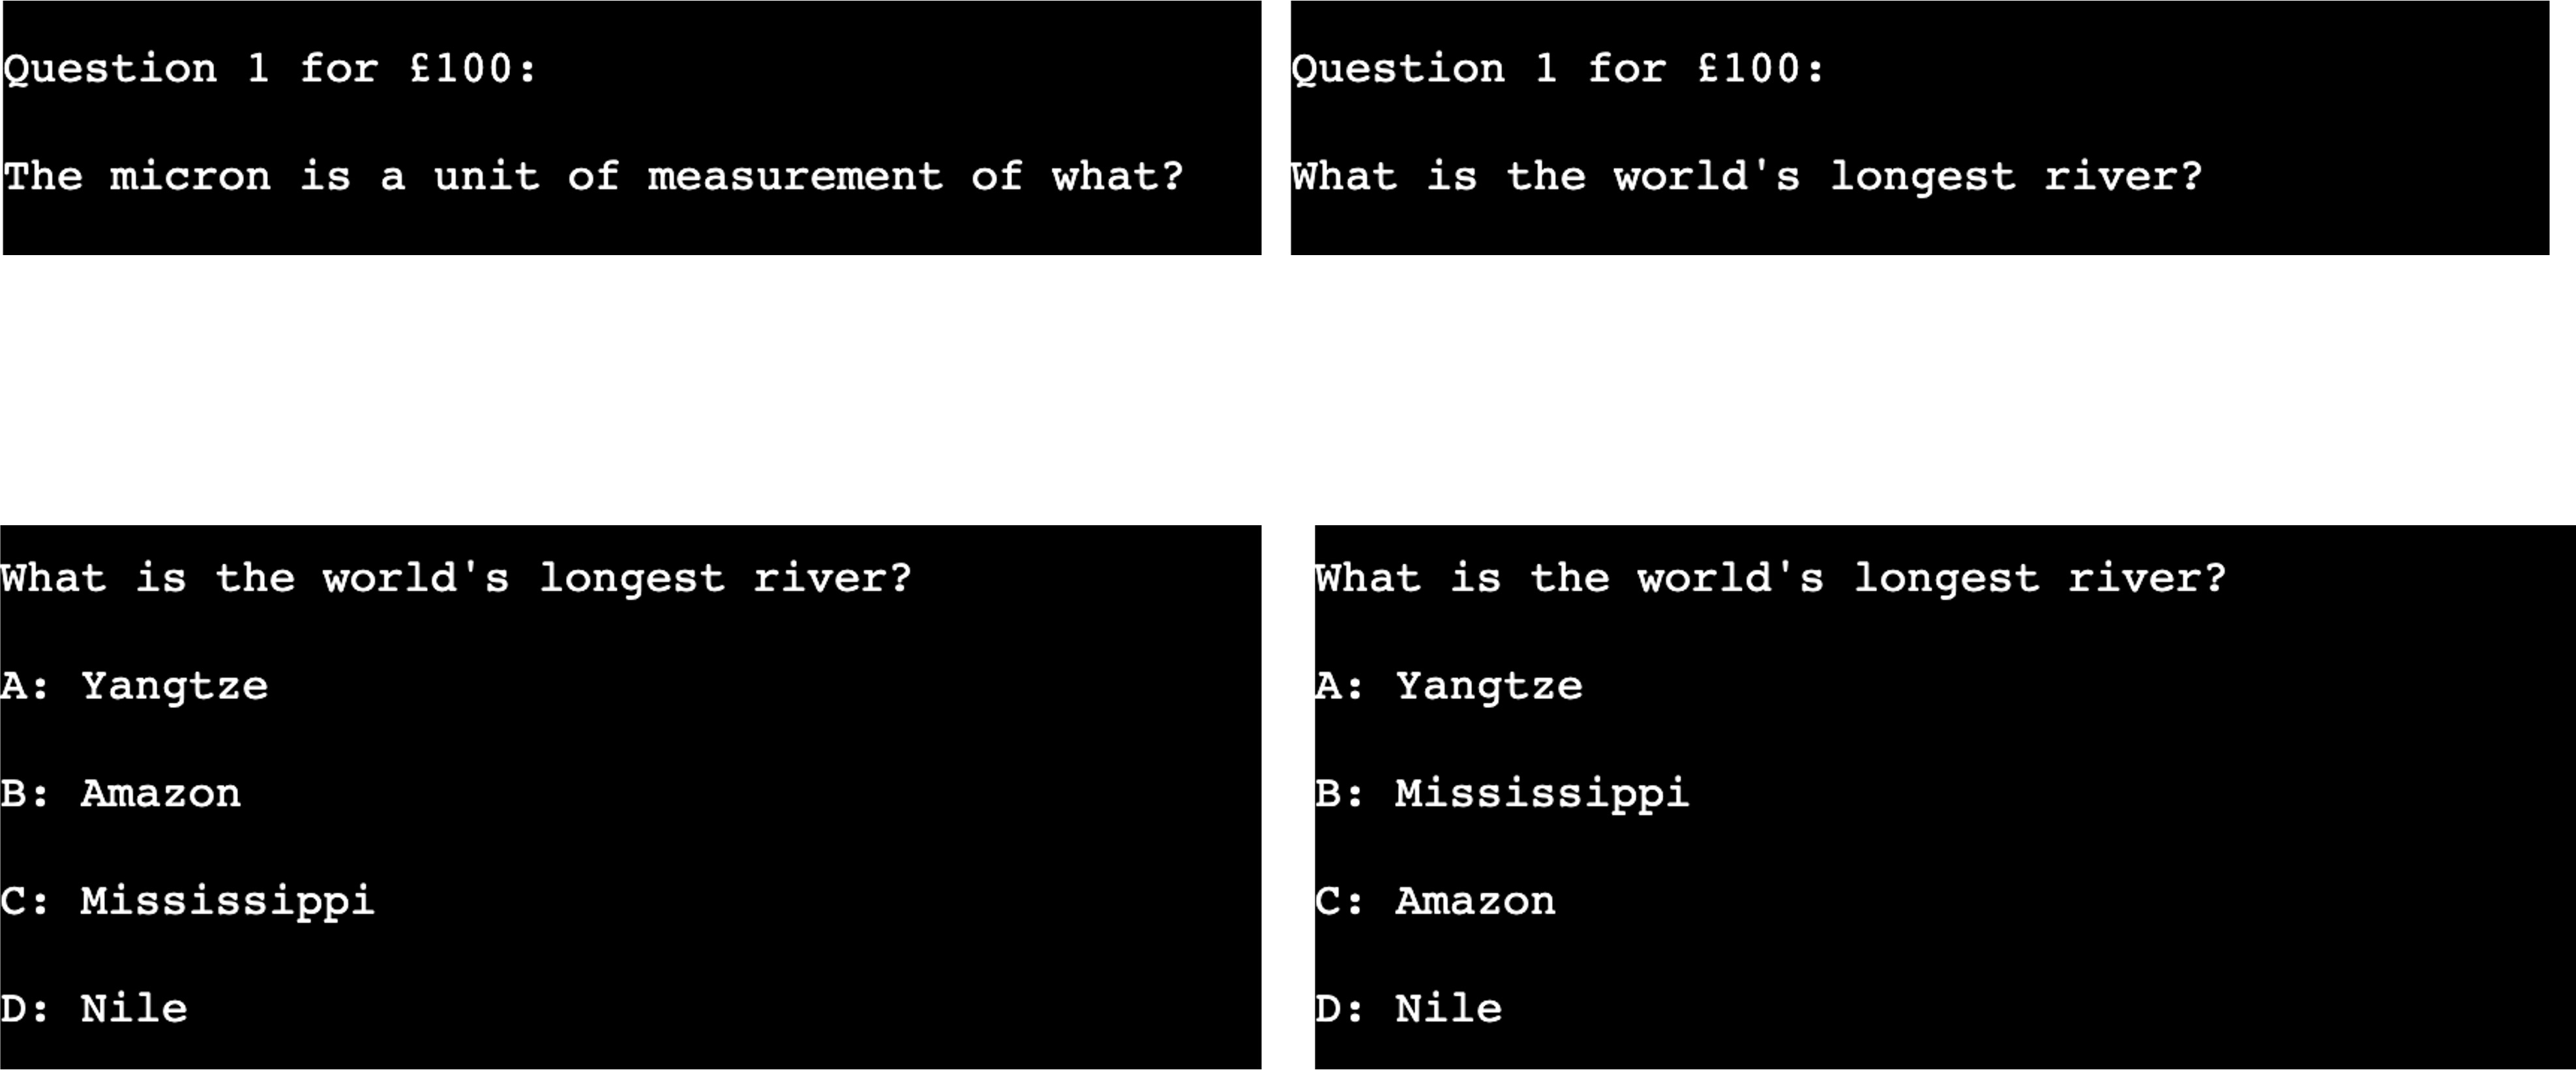 Question 1 for £100:
The micron is a unit of measurement of what?
Question 1 for £100:
What is the world's longest river?
What is the world's longest river?
A: Yangtze
B: Amazon
C: Mississippi
D: Nile
What is the world's longest river?
A: Yangtze
B: Mississippi
C: Amazon
D: Nile